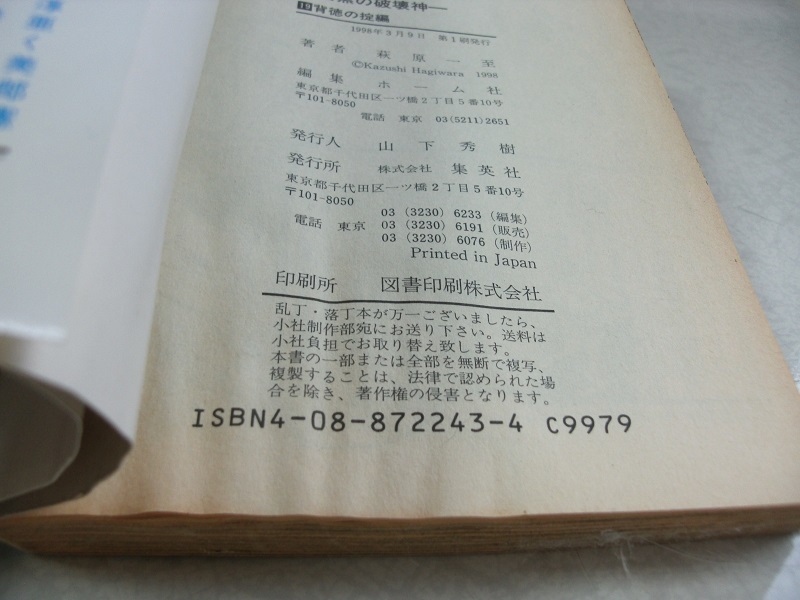 の破壊神—
19 背徳の掟編
1998年3月9日 第1刷発行
著者 萩原一至
©Kazushi Hagiwara 1998
編集 ホーム社
東京都千代田区一ツ橋2丁目5番10号
〒101-8050
電話 東京 03(5211)2651
発行人 山下秀樹
発行所 株式会社 集英社
東京都千代田区一ツ橋2丁目5番10号
〒101-8050
03(3230)6233(編集)
電話 東京 03(3230)6191(販売)
03(3230)6076(制作)
Printed in Japan
印刷所 図書印刷株式会社
乱丁・落丁本が万一ございましたら、
小社制作部宛にお送り下さい。送料は
小社負担でお取り替え致します。
本書の一部または全部を無断で複写、
複製することは、法律で認められた場
合を除き、著作権の侵害となります。
ISBN4-08-872243-4 C9979